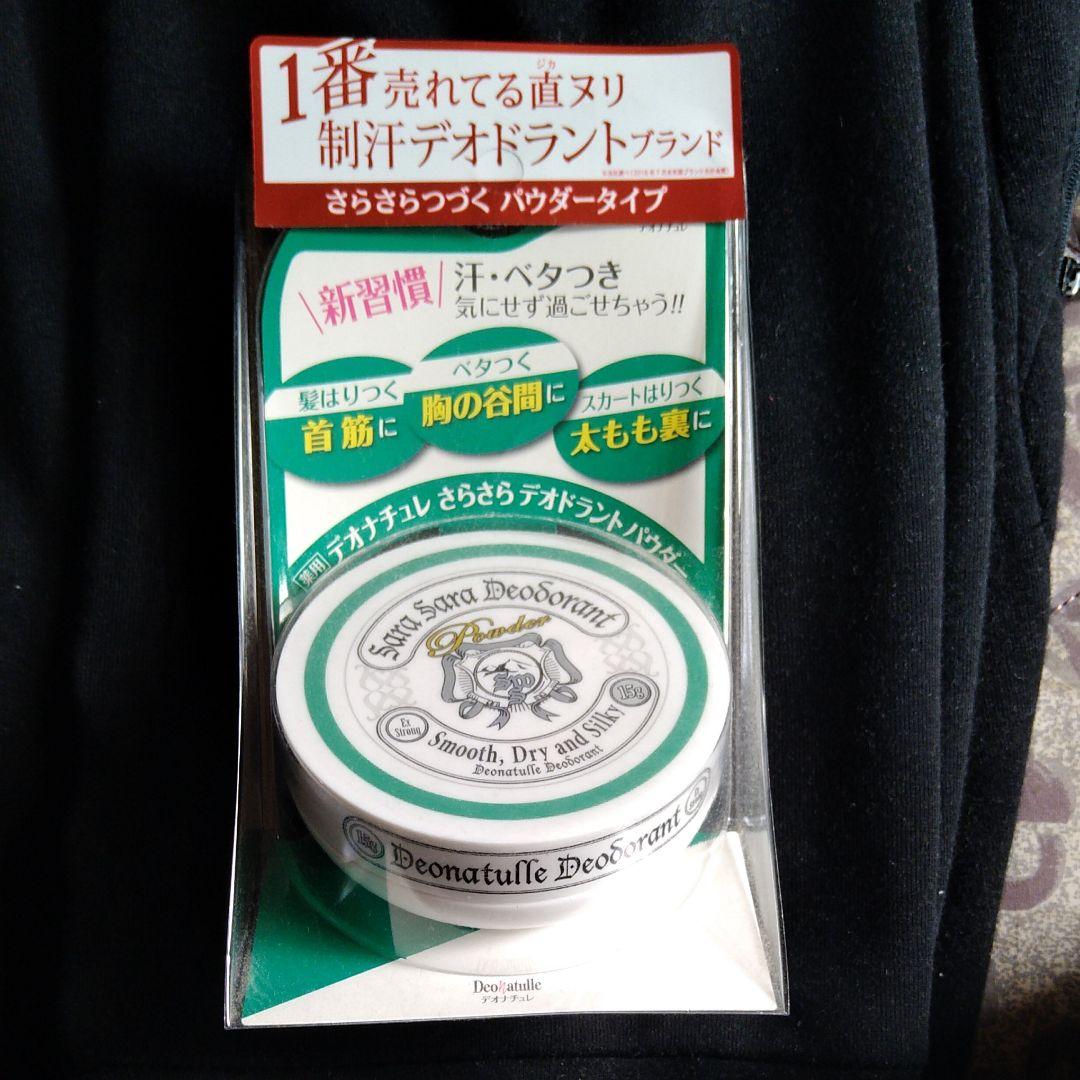 ジカ
1番売れてる直ヌリ
制汗デオドラントブランド
さらさらつづく パウダータイプ
デオナチュレ
新習慣
汗・ベタつき
気にせず過ごせちゃう!!
髪はりつく
首筋に
ベタつく
胸の谷間に
スカートはりつく
太もも裏に
薬用 デオナチュレ さらさら デオドラント パウダー
Sara Sara Deodorant
Powder
15g
Ex Strong
Smooth, Dry and Silky
Deonatulle Deodorant
15g
Deonatulle Deodorant
Deonatulle
デオナチュレ